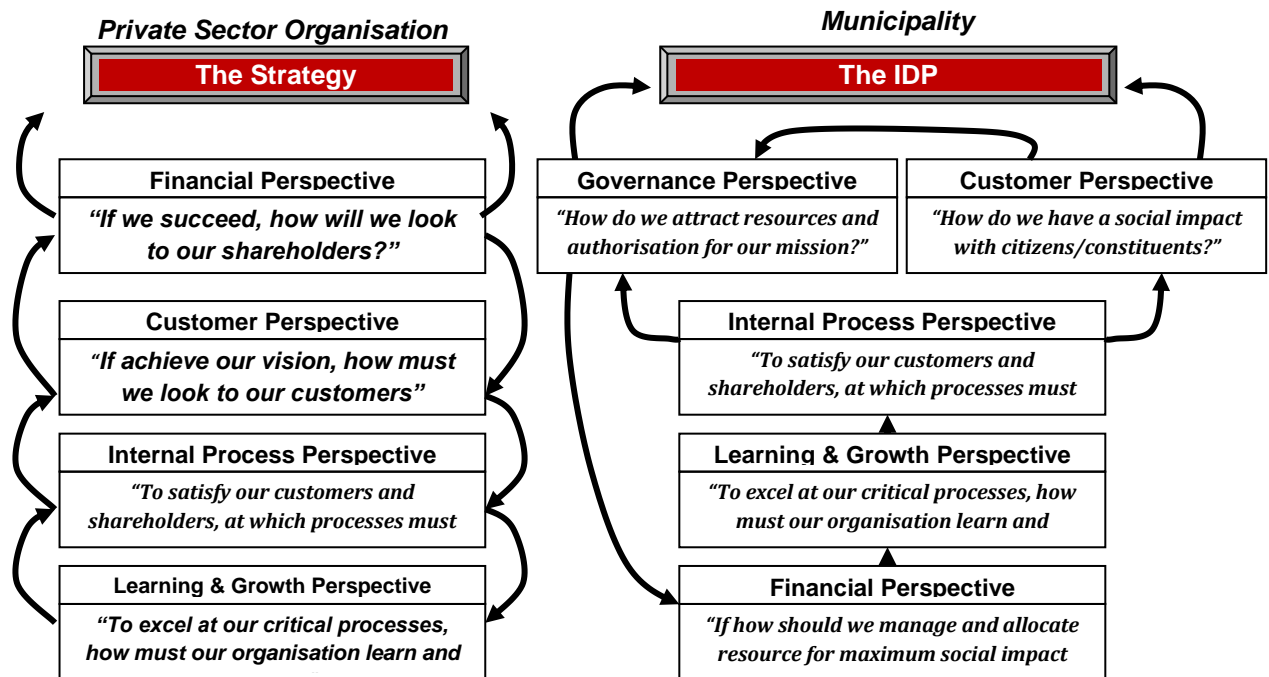 Private Sector Organisation
The Strategy
Financial Perspective
“If we succeed, how will we look
to our shareholders?”
Customer Perspective
“If achieve our vision, how must
we look to our customers”
Internal Process Perspective
“To satisfy our customers and
shareholders, at which processes must
Learning & Growth Perspective
“To excel at our critical processes,
how must our organisation learn and
Municipality
The IDP
Governance Perspective
“How do we attract resources and
authorisation for our mission?”
Customer Perspective
“How do we have a social impact
with citizens/constituents?”
Internal Process Perspective
“To satisfy our customers and
shareholders, at which processes must
Learning & Growth Perspective
“To excel at our critical processes, how
must our organisation learn and
Financial Perspective
“If how should we manage and allocate
resource for maximum social impact